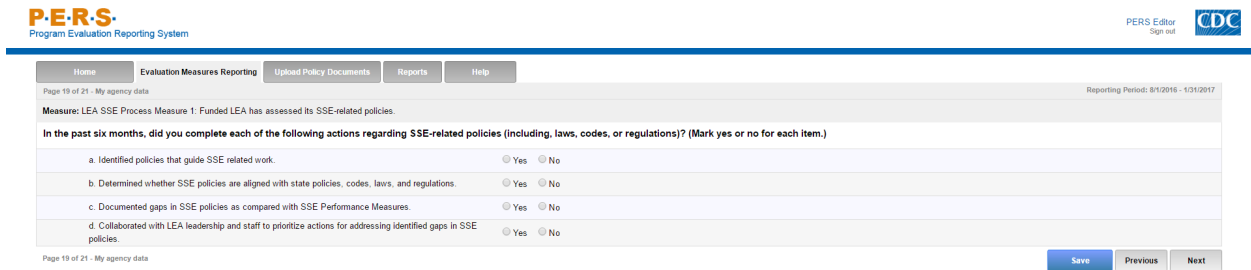 P·E·R·S·
Program Evaluation Reporting System
PERS Editor
Sign out
CDC
Home Evaluation Measures Reporting Upload Policy Documents Reports Help
Page 19 of 21 - My agency data Reporting Period: 8/1/2016 - 1/31/2017
Measure: LEA SSE Process Measure 1: Funded LEA has assessed its SSE-related policies.
In the past six months, did you complete each of the following actions regarding SSE-related policies (including, laws, codes, or regulations)? (Mark yes or no for each item.)
a. Identified policies that guide SSE related work. Yes No
b. Determined whether SSE policies are aligned with state policies, codes, laws, and regulations. Yes No
c. Documented gaps in SSE policies as compared with SSE Performance Measures. Yes No
d. Collaborated with LEA leadership and staff to prioritize actions for addressing identified gaps in SSE
policies. Yes No
Page 19 of 21 - My agency data Save Previous Next